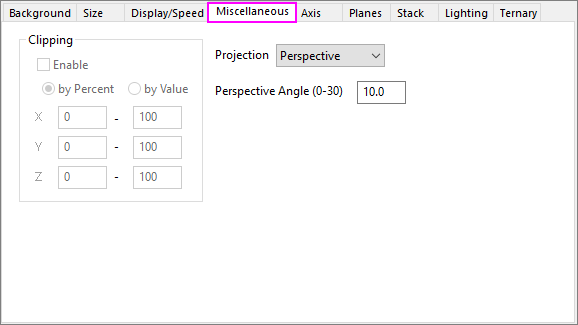 Background Size Display/Speed Miscellaneous Axis Planes Stack Lighting Ternary
Clipping
Enable
by Percent by Value
X 0 - 100
Y 0 - 100
Z 0 - 100
Projection Perspective
Perspective Angle (0-30) 10.0